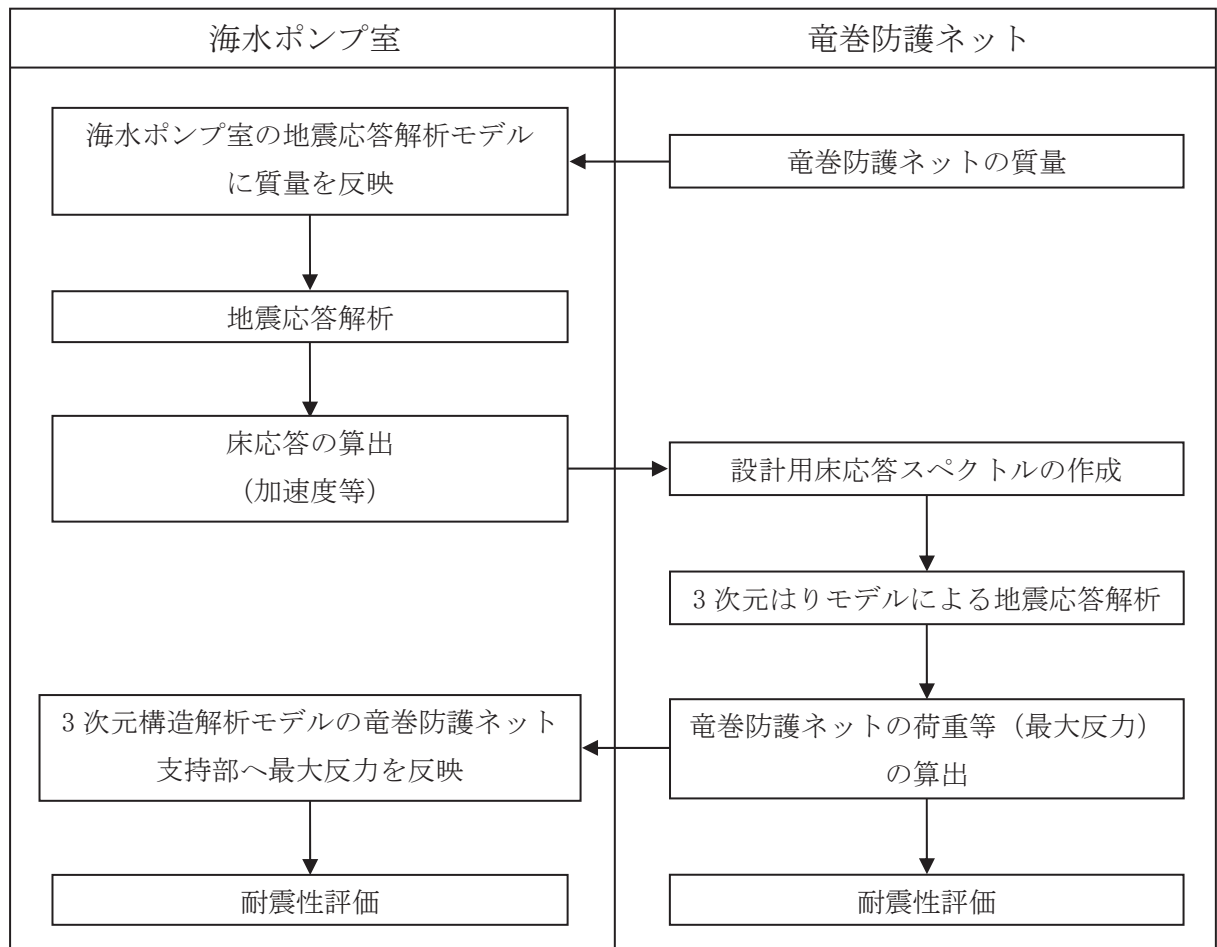 海水ポンプ室
竜巻防護ネット
海水ポンプ室の地震応答解析モデル
に質量を反映
竜巻防護ネットの質量
地震応答解析
床応答の算出
（加速度等）
設計用床応答スペクトルの作成
3次元はりモデルによる地震応答解析
3次元構造解析モデルの竜巻防護ネット
支持部へ最大反力を反映
竜巻防護ネットの荷重等（最大反力）
の算出
耐震性評価
耐震性評価